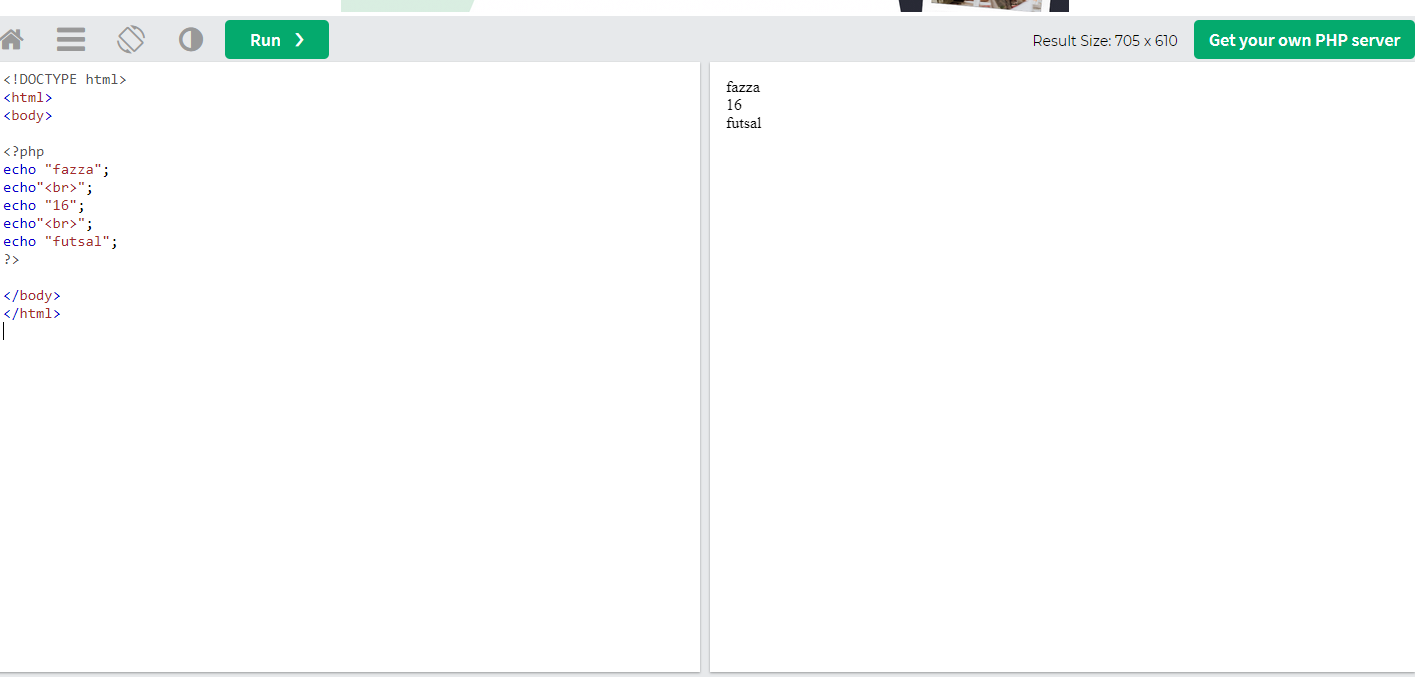 Run ❯
Result Size: 705 x 610
Get your own PHP server
<!DOCTYPE html>
<html>
<body>
<?php
echo "fazza";
echo"<br>";
echo "16";
echo"<br>";
echo "futsal";
?>
</body>
</html>
fazza
16
futsal